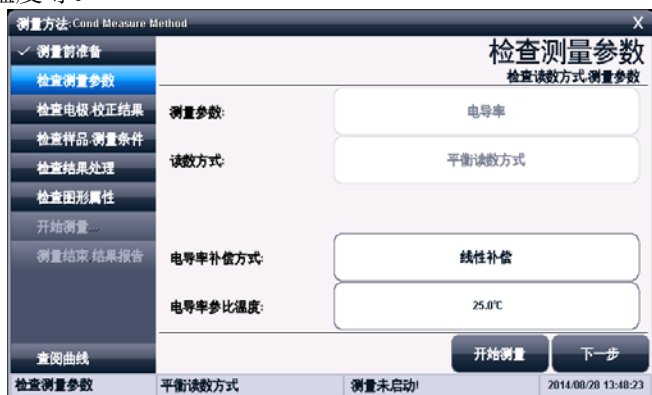 测量方法:Cond Measure Method X
✓ 测量前准备
检查测量参数
检查读数方式.测量参数
检查测量参数
检查电极.校正结果
测量参数:
电导率
检查样品.测量条件
检查结果处理
读数方式:
平衡读数方式
检查图形属性
开始测量...
测量结束.结果报告
电导率补偿方式:
线性补偿
电导率参比温度:
25.0℃
查阅曲线
开始测量
下一步
检查测量参数
平衡读数方式
测量未启动!
2014/08/28 13:48:23